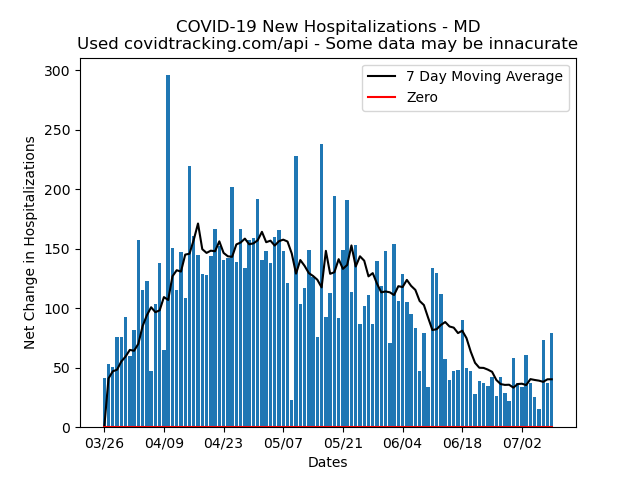 COVID-19 New Hospitalizations - MD
Used covidtracking.com/api - Some data may be innacurate
7 Day Moving Average
Zero
Net Change in Hospitalizations
300
250
200
150
100
50
0
03/26 04/09 04/23 05/07 05/21 06/04 06/18 07/02
Dates